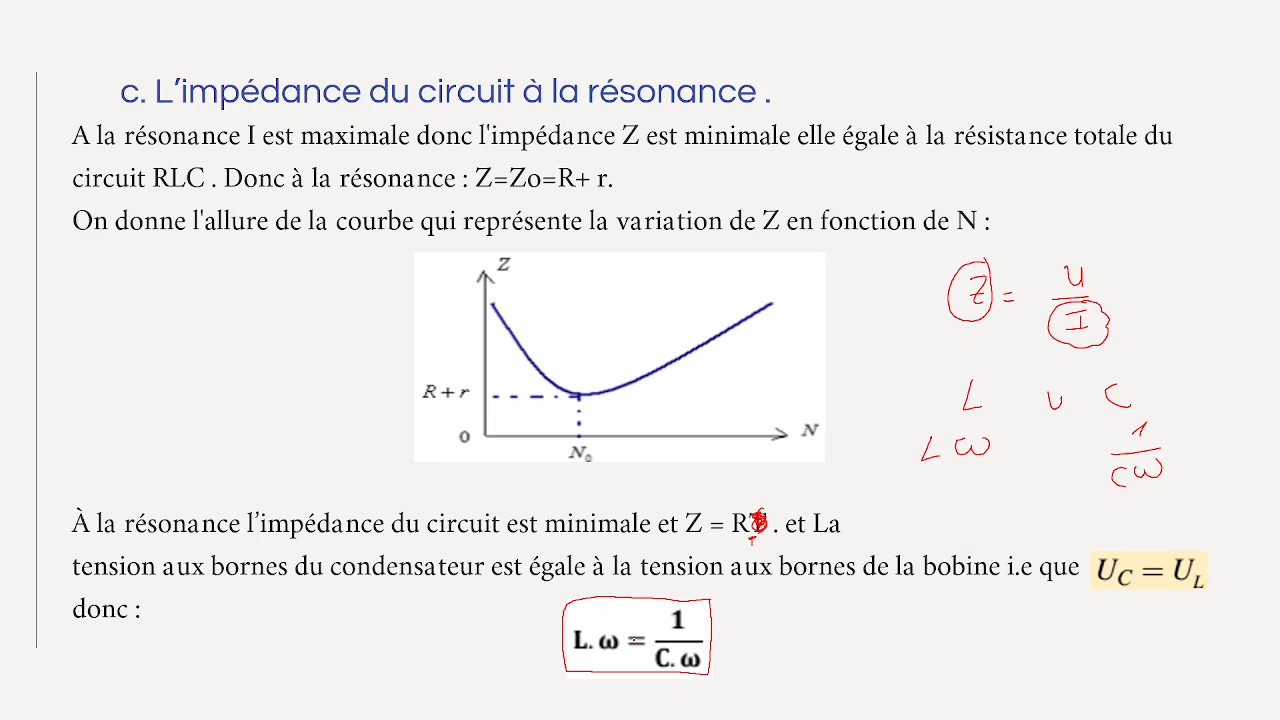 c. L’impédance du circuit à la résonance .
A la résonance I est maximale donc l'impédance Z est minimale elle égale à la résistance totale du
circuit RLC . Donc à la résonance : Z=Zo=R+ r.
On donne l'allure de la courbe qui représente la variation de Z en fonction de N :
Z
R + r
0
N₀
N
Z = U / I
L C
L ω 1 / C ω
À la résonance l’impédance du circuit est minimale et Z = R . et La
tension aux bornes du condensateur est égale à la tension aux bornes de la bobine i.e que U_C = U_L
donc :
L. ω = 1 / C. ω